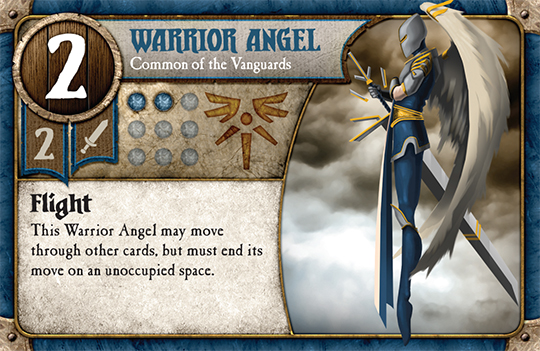 2
WARRIOR ANGEL
Common of the Vanguards
2
Flight
This Warrior Angel may move
through other cards, but must end its
move on an unoccupied space.